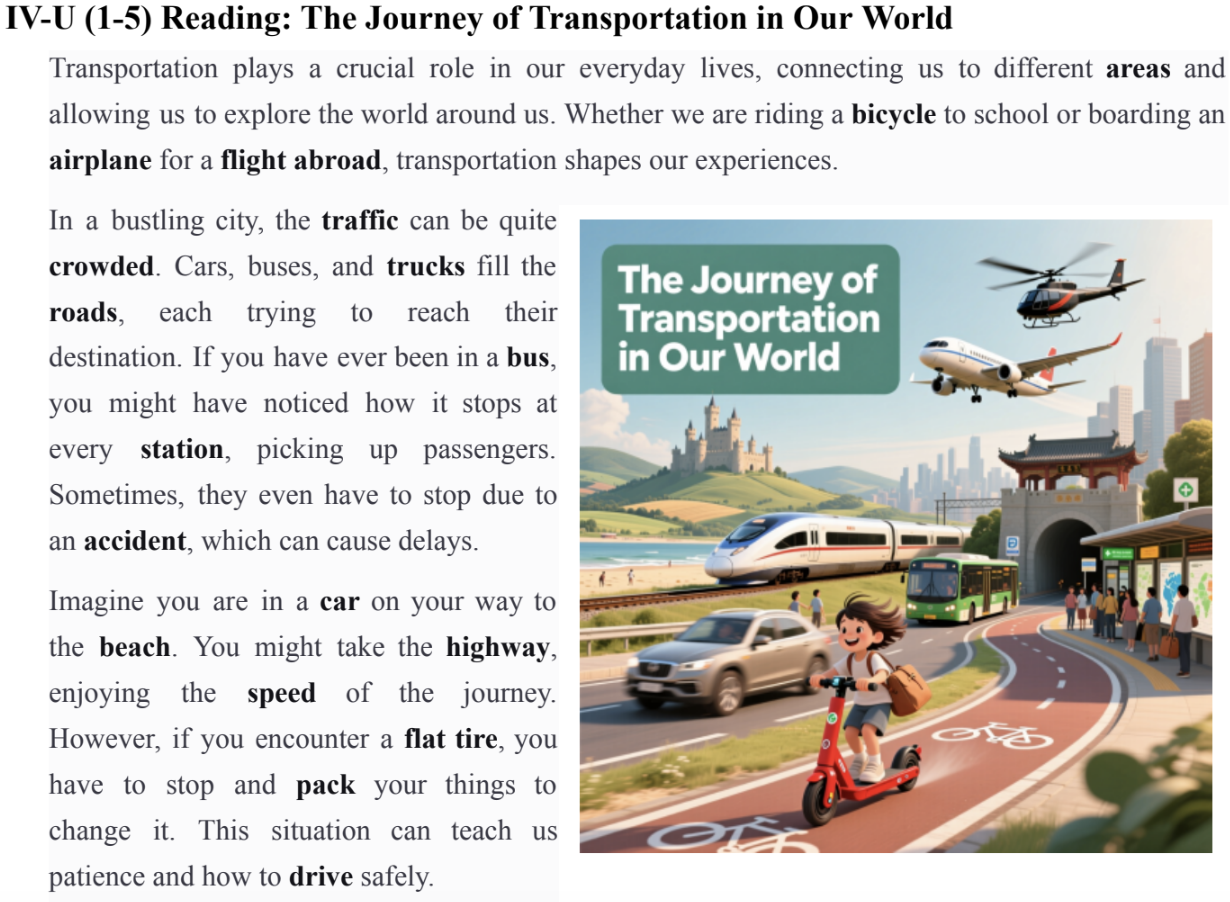 IV-U (1-5) Reading: The Journey of Transportation in Our World
Transportation plays a crucial role in our everyday lives, connecting us to different areas and
allowing us to explore the world around us. Whether we are riding a bicycle to school or boarding an
airplane for a flight abroad, transportation shapes our experiences.
In a bustling city, the traffic can be quite
crowded. Cars, buses, and trucks fill the
roads, each trying to reach their
destination. If you have ever been in a bus,
you might have noticed how it stops at
every station, picking up passengers.
Sometimes, they even have to stop due to
an accident, which can cause delays.
Imagine you are in a car on your way to
the beach. You might take the highway,
enjoying the speed of the journey.
However, if you encounter a flat tire, you
have to stop and pack your things to
change it. This situation can teach us
patience and how to drive safely.
The Journey of
Transportation
in Our World